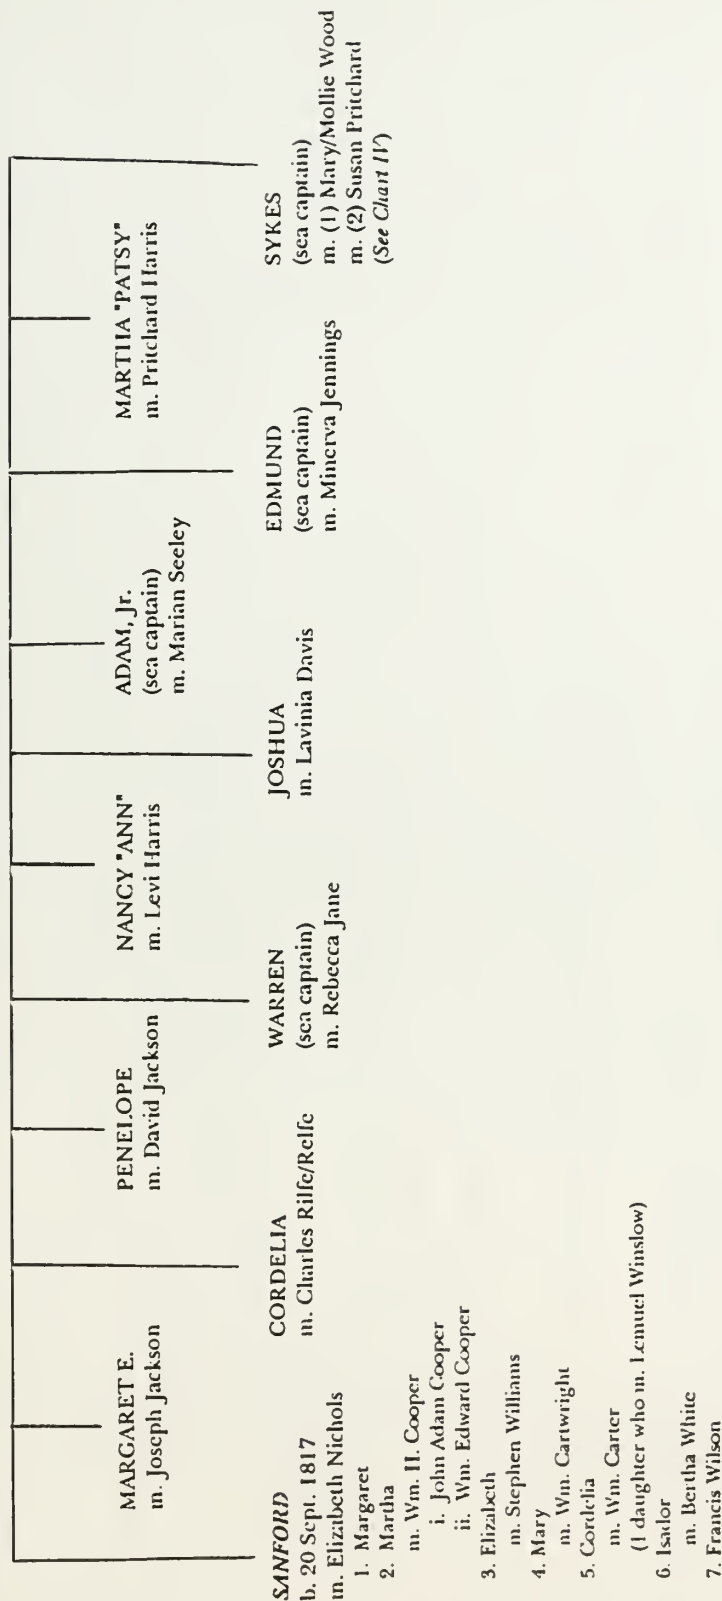 MARGARET E.
m. Joseph Jackson
PENELOPE
m. David Jackson
NANCY "ANN"
m. Levi Harris
ADAM, Jr.
(sea captain)
m. Marian Seeley
MARTHA "PATSY"
m. Pritchard Harris
SANFORD
b. 20 Sept. 1817
m. Elizabeth Nichols
1. Margaret
2. Martha
m. Wm. H. Cooper
i. John Adam Cooper
ii. Wm. Edward Cooper
3. Elizabeth
m. Stephen Williams
4. Mary
m. Wm. Cartwright
5. Cordelia
m. Wm. Carter
(1 daughter who m. Lemuel Winslow)
6. Isador
m. Bertha White
7. Francis Wilson
CORDELIA
m. Charles Rilfe/Relfe
WARREN
(sea captain)
m. Rebecca Jane
JOSHUA
m. Lavinia Davis
EDMUND
(sea captain)
m. Minerva Jennings
SYKES
(sea captain)
m. (1) Mary/Mollie Wood
m. (2) Susan Pritchard
(See Chart IV)